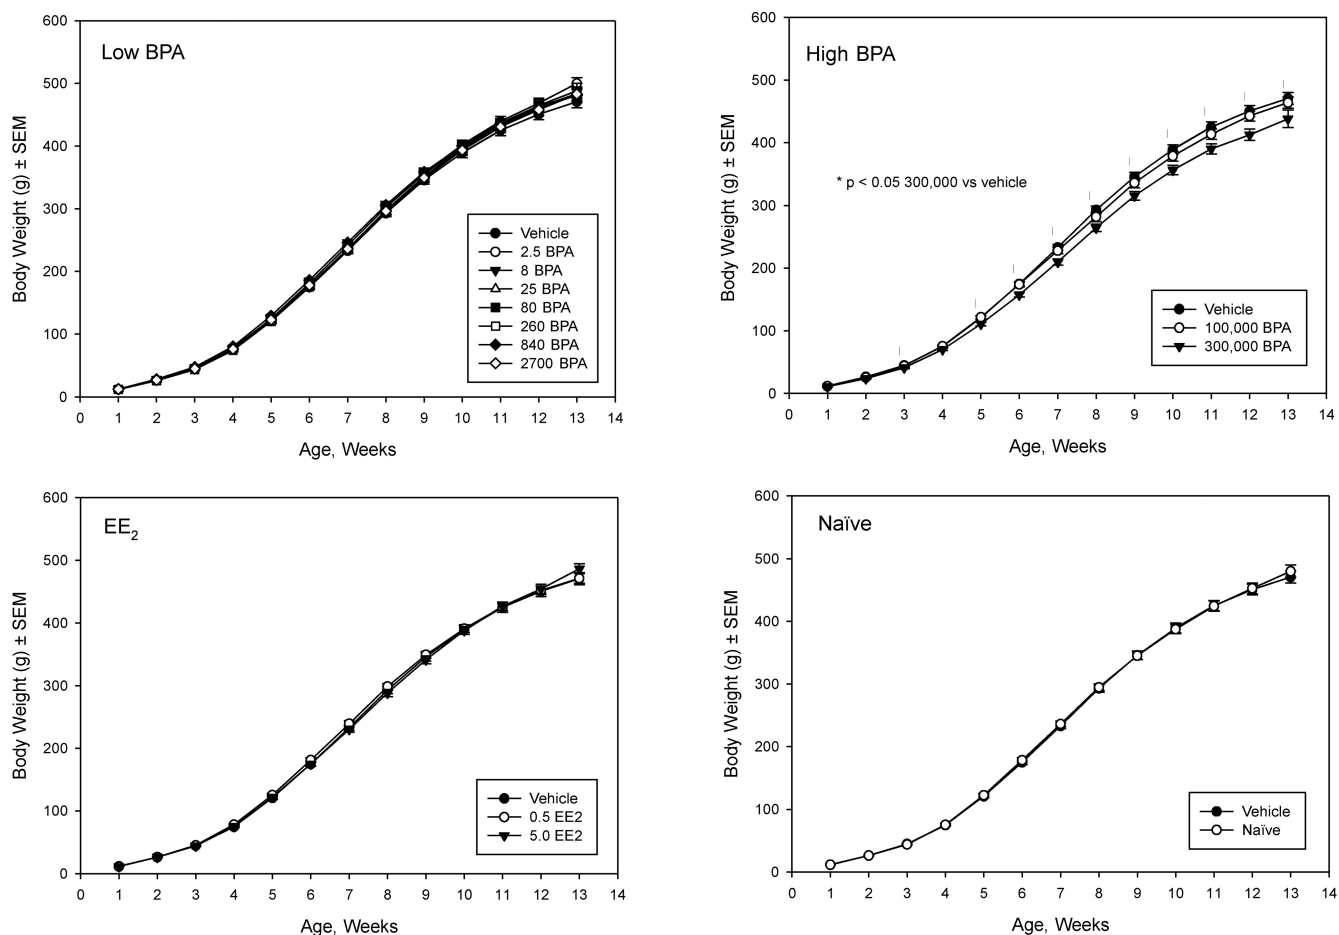 Low BPA
Body Weight (g) ± SEM
600
500
400
300
200
100
0
Vehicle
2.5 BPA
8 BPA
25 BPA
80 BPA
260 BPA
840 BPA
2700 BPA
0 1 2 3 4 5 6 7 8 9 10 11 12 13 14
Age, Weeks
High BPA
Body Weight (g) ± SEM
600
500
400
300
200
100
0
* p < 0.05 300,000 vs vehicle
Vehicle
100,000 BPA
300,000 BPA
0 1 2 3 4 5 6 7 8 9 10 11 12 13 14
Age, Weeks
EE₂
Body Weight (g) ± SEM
600
500
400
300
200
100
0
Vehicle
0.5 EE2
5.0 EE2
0 1 2 3 4 5 6 7 8 9 10 11 12 13 14
Age, Weeks
Naïve
Body Weight (g) ± SEM
600
500
400
300
200
100
0
Vehicle
Naïve
0 1 2 3 4 5 6 7 8 9 10 11 12 13 14
Age, Weeks